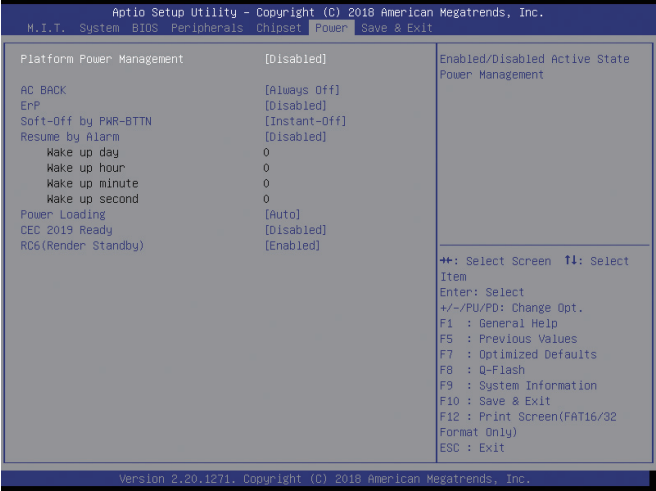 Aptio Setup Utility – Copyright (C) 2018 American Megatrends, Inc.
M.I.T. System BIOS Peripherals Chipset Power Save & Exit
Platform Power Management [Disabled]
AC BACK [Always Off]
ErP [Disabled]
Soft-Off by PWR-BTTN [Instant-Off]
Resume by Alarm [Disabled]
Wake up day 0
Wake up hour 0
Wake up minute 0
Wake up second 0
Power Loading [Auto]
CEC 2019 Ready [Disabled]
RC6(Render Standby) [Enabled]
Enabled/Disabled Active State
Power Management
→←: Select Screen ↑↓: Select
Item
Enter: Select
+/-/PU/PD: Change Opt.
F1 : General Help
F5 : Previous Values
F7 : Optimized Defaults
F8 : Q-Flash
F9 : System Information
F10 : Save & Exit
F12 : Print Screen(FAT16/32
Format Only)
ESC : Exit
Version 2.20.1271. Copyright (C) 2018 American Megatrends, Inc.